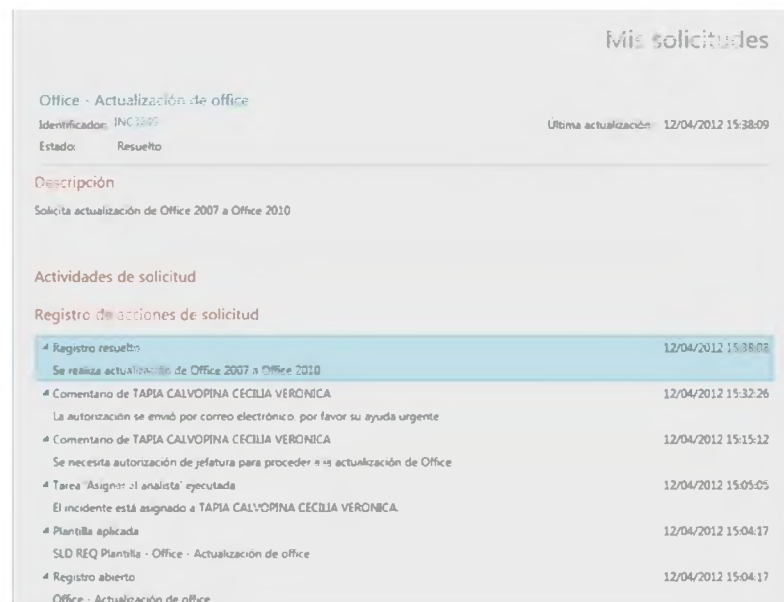 Mis solicitudes
Office - Actualización de office
Identificador:
Última actualización: 12/04/2012 15:38:09
Estado: Resuelto
Descripción
Solicita actualización de Office 2007 a Office 2010
Actividades de solicitud
Registro de acciones de solicitud
Registro resuelto 12/04/2012 15:38:08
Se realiza actualización de Office 2007 a Office 2010
Comentario de TAPIA CALVOPINA CECILIA VERONICA 12/04/2012 15:32:26
La autorización se envió por correo electrónico, por favor su ayuda urgente
Comentario de TAPIA CALVOPINA CECILIA VERONICA 12/04/2012 15:15:12
Se necesita autorización de jefatura para proceder a la actualización de Office
Tarea 'Asignar al analista' ejecutada 12/04/2012 15:05:05
El incidente está asignado a TAPIA CALVOPINA CECILIA VERONICA.
Plantilla aplicada 12/04/2012 15:04:17
SLD REQ Plantilla - Office - Actualización de office
Registro abierto 12/04/2012 15:04:17
Office - Actualización de office